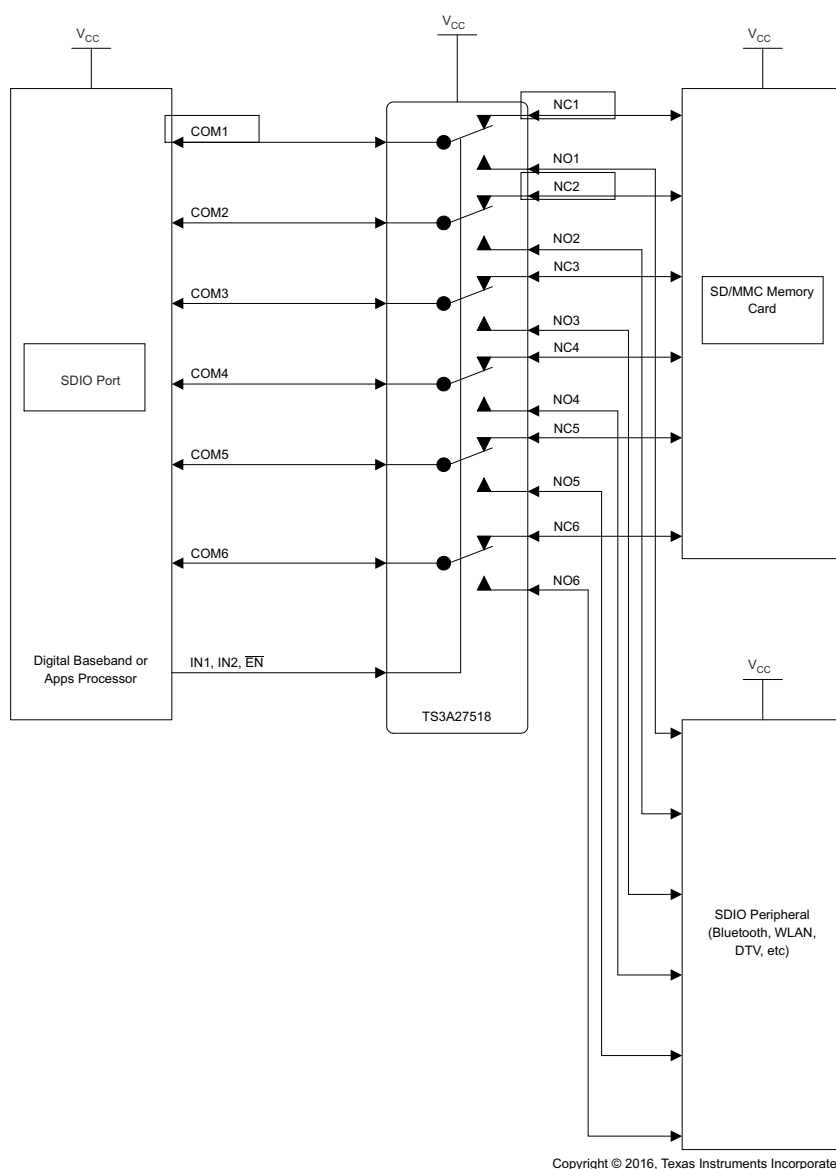 VCC
VCC
VCC
COM1
NC1
NO1
NC2
COM2
NO2
NC3
COM3
SD/MMC Memory
Card
NO3
NC4
SDIO Port
COM4
NO4
NC5
COM5
NO5
NC6
COM6
NO6
Digital Baseband or
Apps Processor
IN1, IN2, E̅N̅
TS3A27518
VCC
SDIO Peripheral
(Bluetooth, WLAN,
DTV, etc)
Copyright © 2016, Texas Instruments Incorporate